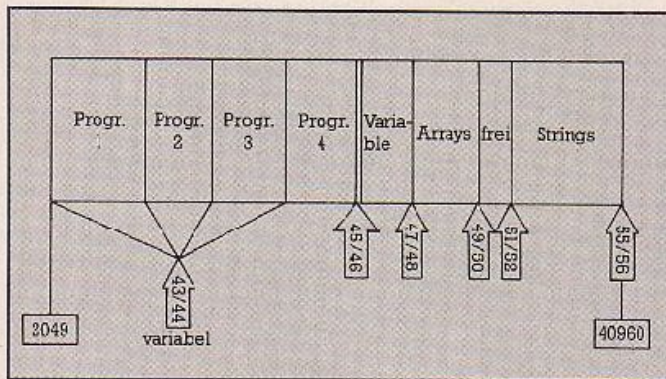 Progr.
1
Progr.
2
Progr.
3
Progr.
4
Varia-
ble
Arrays
frei
Strings
43/44
variabel
45/46
47/48
49/50
51/52
55/56
2049
40960